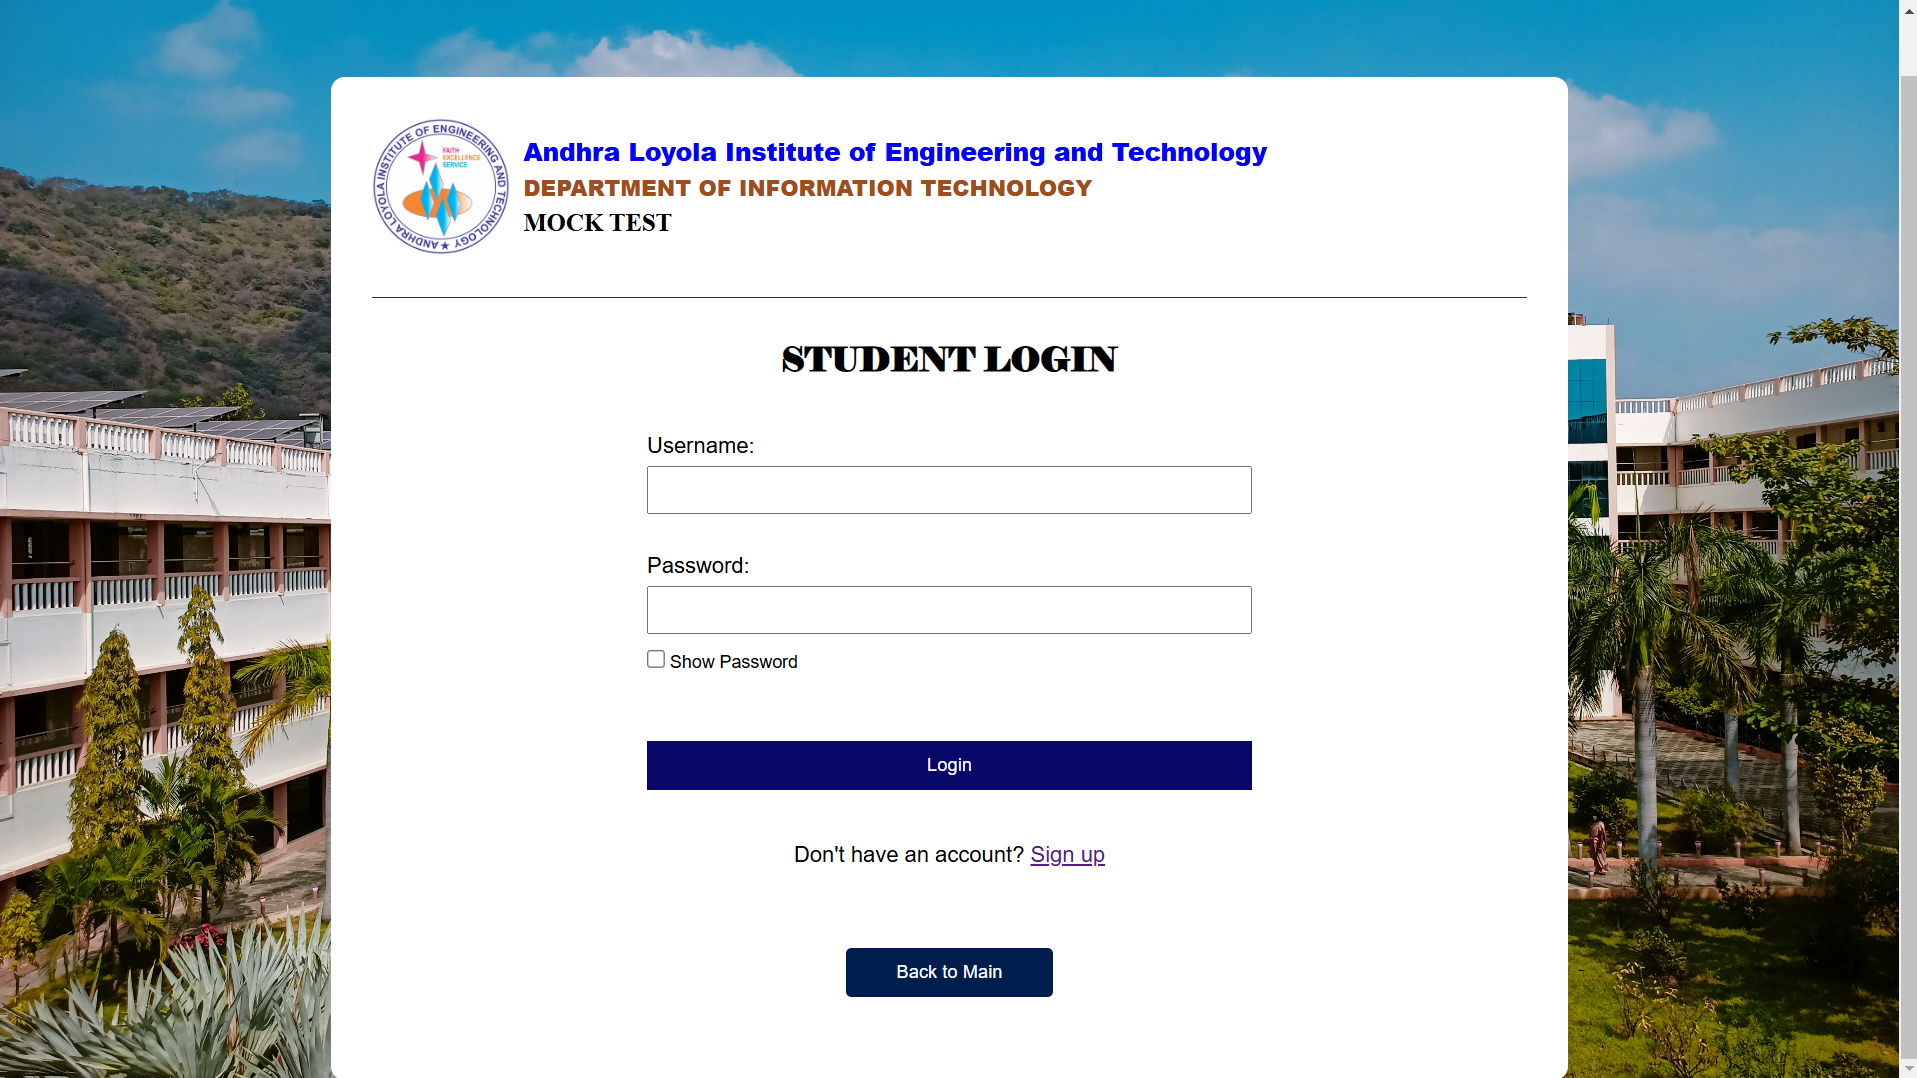 ANDHRA LOYOLA INSTITUTE OF ENGINEERING AND TECHNOLOGY ★
FAITH
EXCELLENCE
SERVICE
Andhra Loyola Institute of Engineering and Technology
DEPARTMENT OF INFORMATION TECHNOLOGY
MOCK TEST
STUDENT LOGIN
Username:
Password:
Show Password
Login
Don't have an account? Sign up
Back to Main